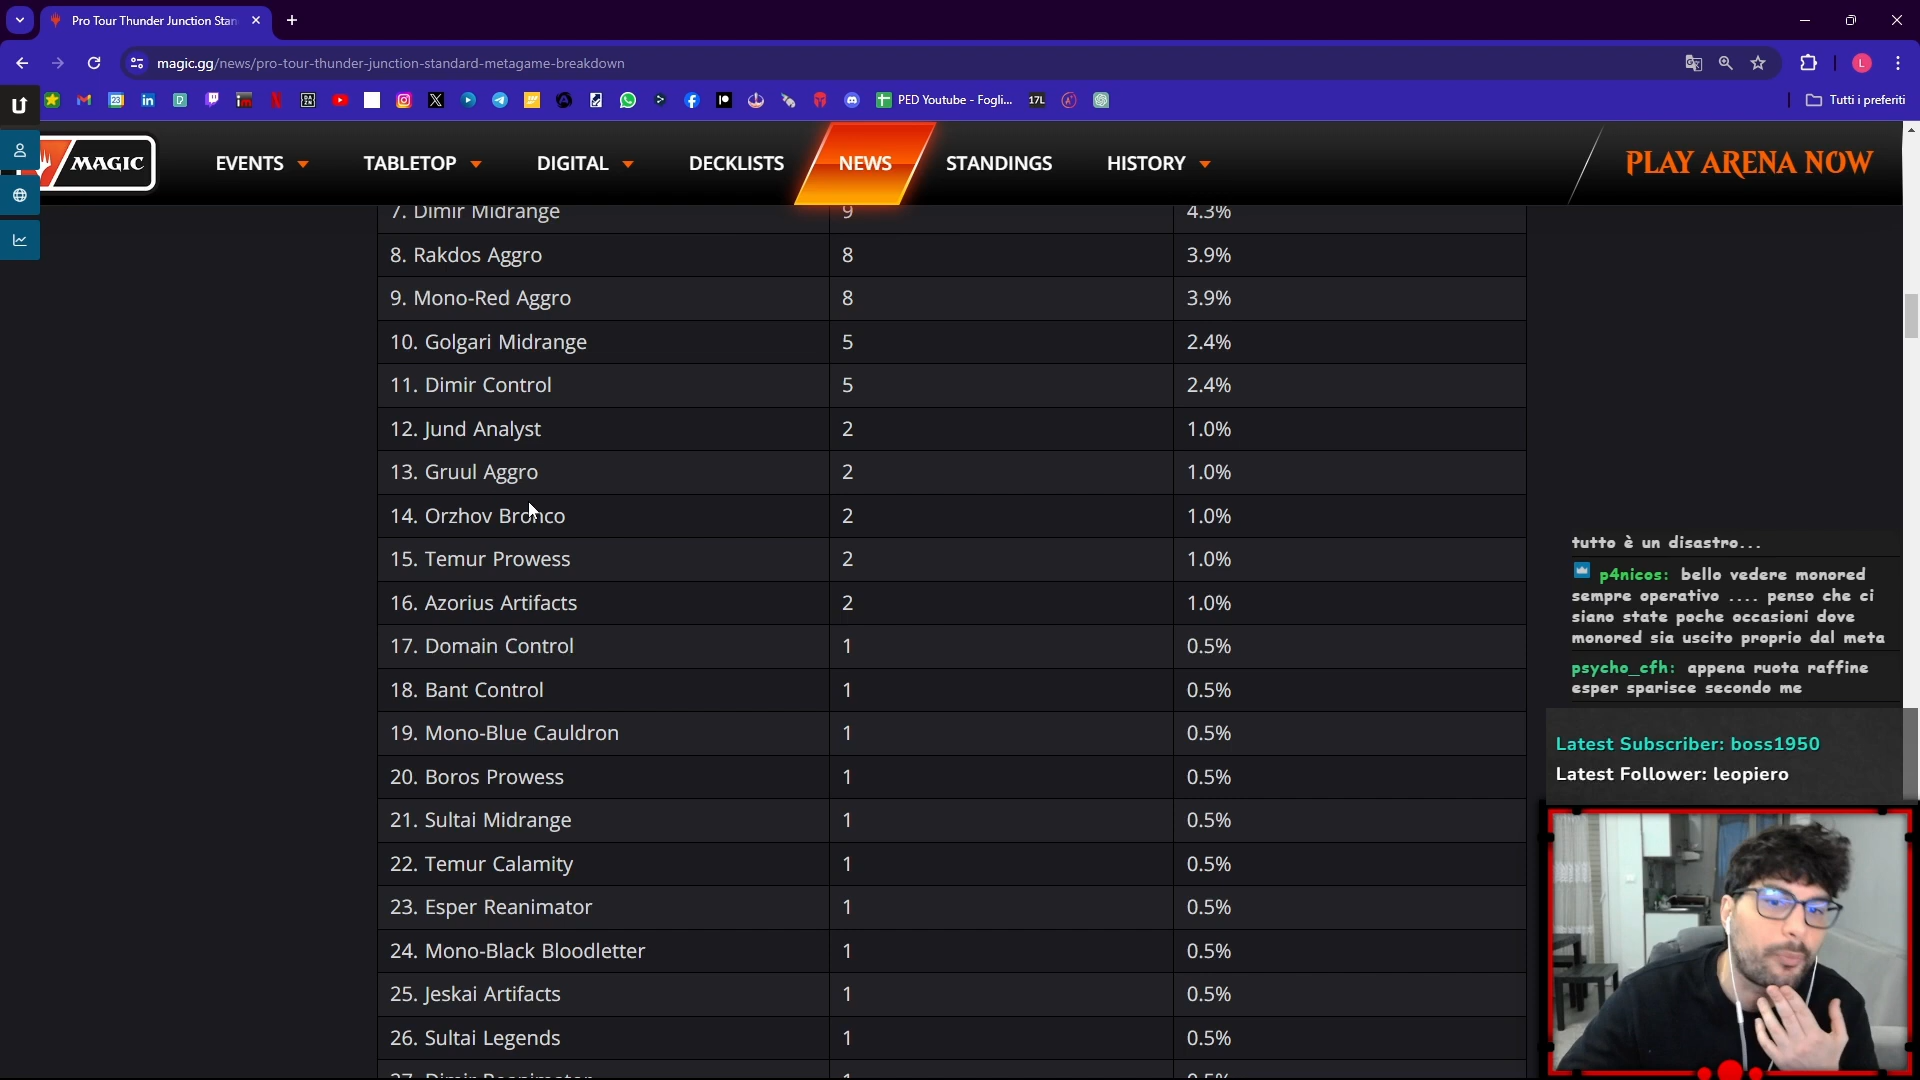 Pro Tour Thunder Junction Stan
magic.gg/news/pro-tour-thunder-junction-standard-metagame-breakdown
L
23
PED Youtube - Fogli...
17L
Tutti i preferiti
MAGIC
EVENTS
TABLETOP
DIGITAL
DECKLISTS
NEWS
STANDINGS
HISTORY
PLAY ARENA NOW
7. Dimir Midrange 9 4.3%
8. Rakdos Aggro 8 3.9%
9. Mono-Red Aggro 8 3.9%
10. Golgari Midrange 5 2.4%
11. Dimir Control 5 2.4%
12. Jund Analyst 2 1.0%
13. Gruul Aggro 2 1.0%
14. Orzhov Bronco 2 1.0%
15. Temur Prowess 2 1.0%
16. Azorius Artifacts 2 1.0%
17. Domain Control 1 0.5%
18. Bant Control 1 0.5%
19. Mono-Blue Cauldron 1 0.5%
20. Boros Prowess 1 0.5%
21. Sultai Midrange 1 0.5%
22. Temur Calamity 1 0.5%
23. Esper Reanimator 1 0.5%
24. Mono-Black Bloodletter 1 0.5%
25. Jeskai Artifacts 1 0.5%
26. Sultai Legends 1 0.5%
tutto è un disastro...
p4nicos: bello vedere monored
sempre operativo .... penso che ci
siano state poche occasioni dove
monored sia uscito proprio dal meta
psycho_cfh: appena ruota raffine
esper sparisce secondo me
Latest Subscriber: boss1950
Latest Follower: leopiero